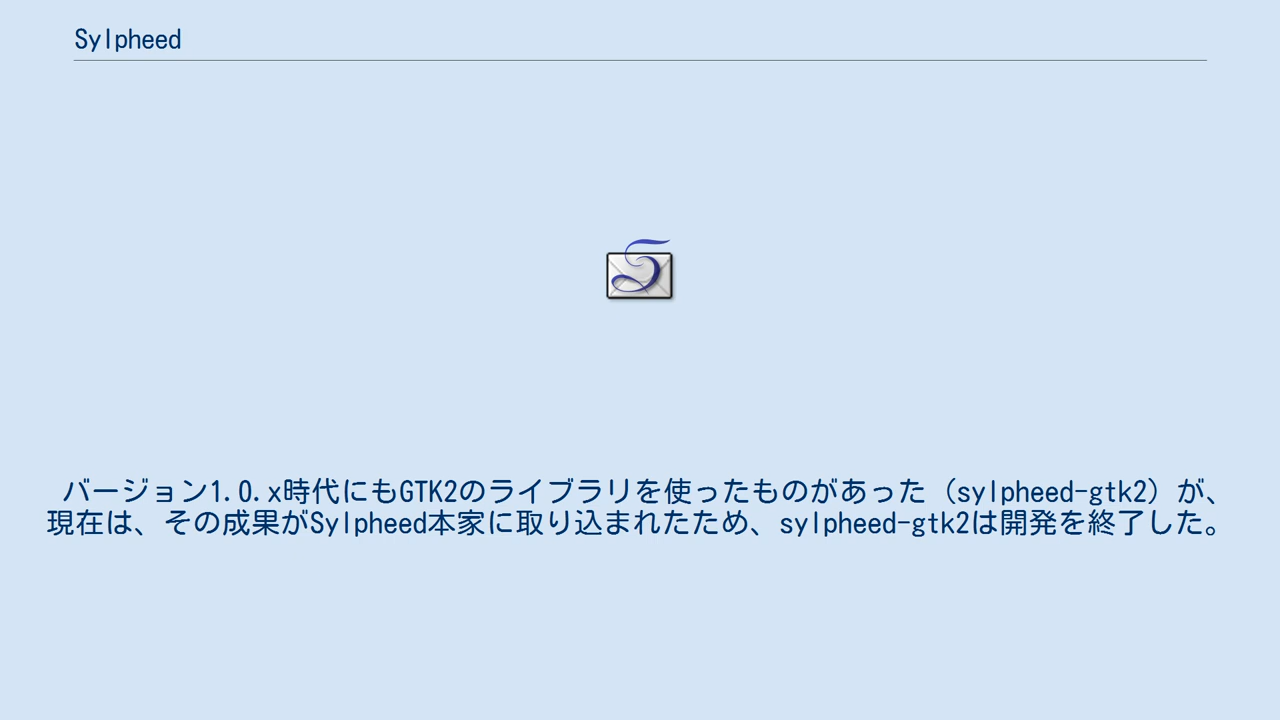 Sylpheed
バージョン1.0.x時代にもGTK2のライブラリを使ったものがあった（sylpheed-gtk2）が、
現在は、その成果がSylpheed本家に取り込まれたため、sylpheed-gtk2は開発を終了した。